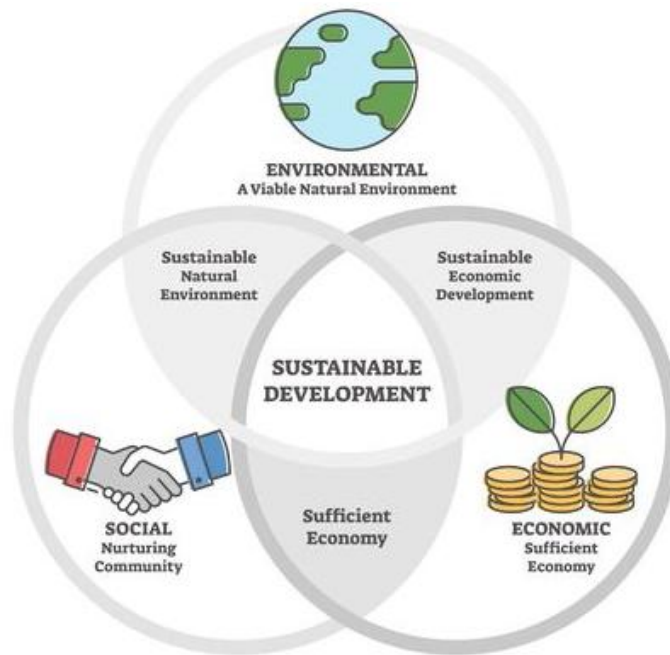 ENVIRONMENTAL
A Viable Natural Environment
Sustainable
Natural
Environment
Sustainable
Economic
Development
SUSTAINABLE
DEVELOPMENT
SOCIAL
Nurturing
Community
Sufficient
Economy
ECONOMIC
Sufficient
Economy